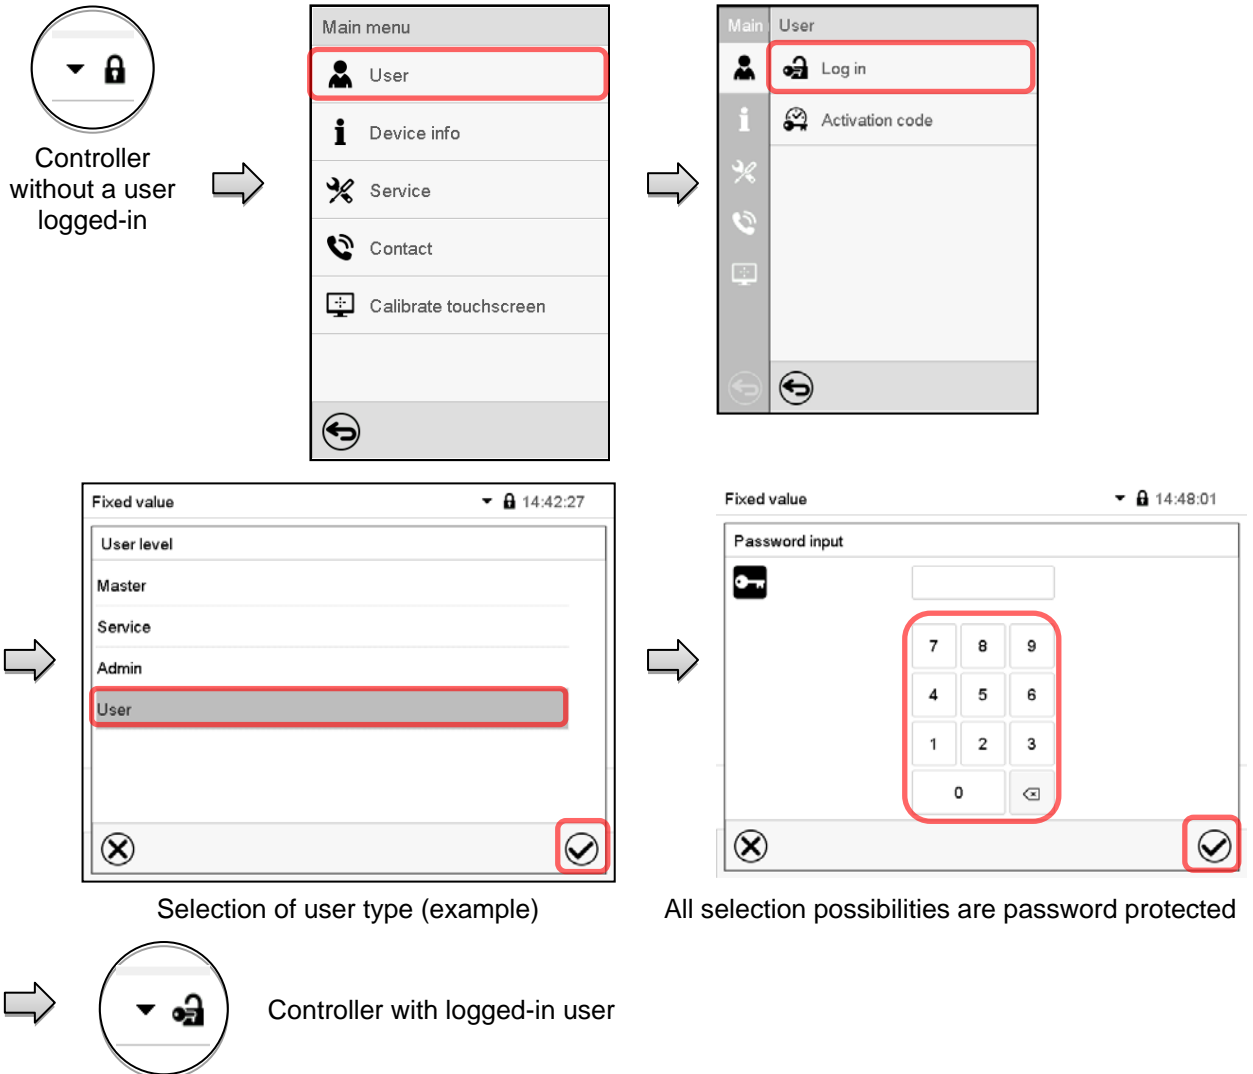 Controller
without a user
logged-in
Main menu
User
Device info
Service
Contact
Calibrate touchscreen
Main
User
Log in
Activation code
Fixed value
14:42:27
User level
Master
Service
Admin
User
Selection of user type (example)
Fixed value
14:48:01
Password input
7 8 9
4 5 6
1 2 3
0
All selection possibilities are password protected
Controller with logged-in user